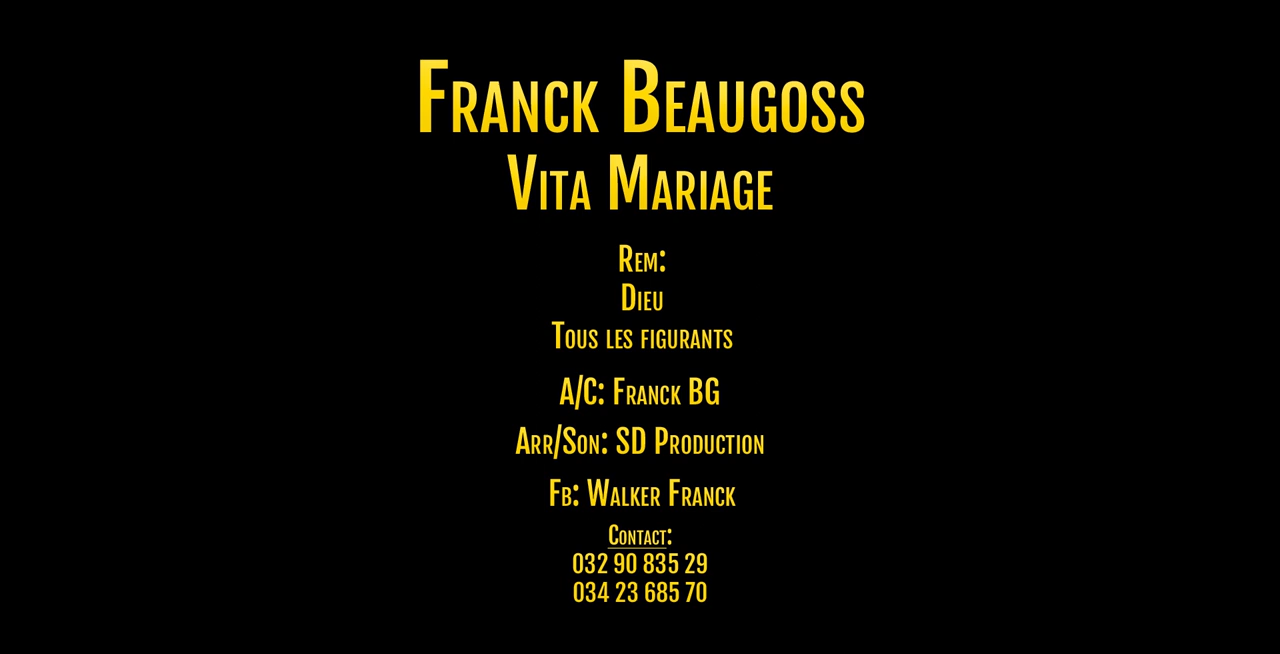 Franck Beaugoss
Vita Mariage
Rem:
Dieu
Tous les figurants
A/C: Franck BG
Arr/Son: SD Production
Fb: Walker Franck
Contact:
032 90 835 29
034 23 685 70